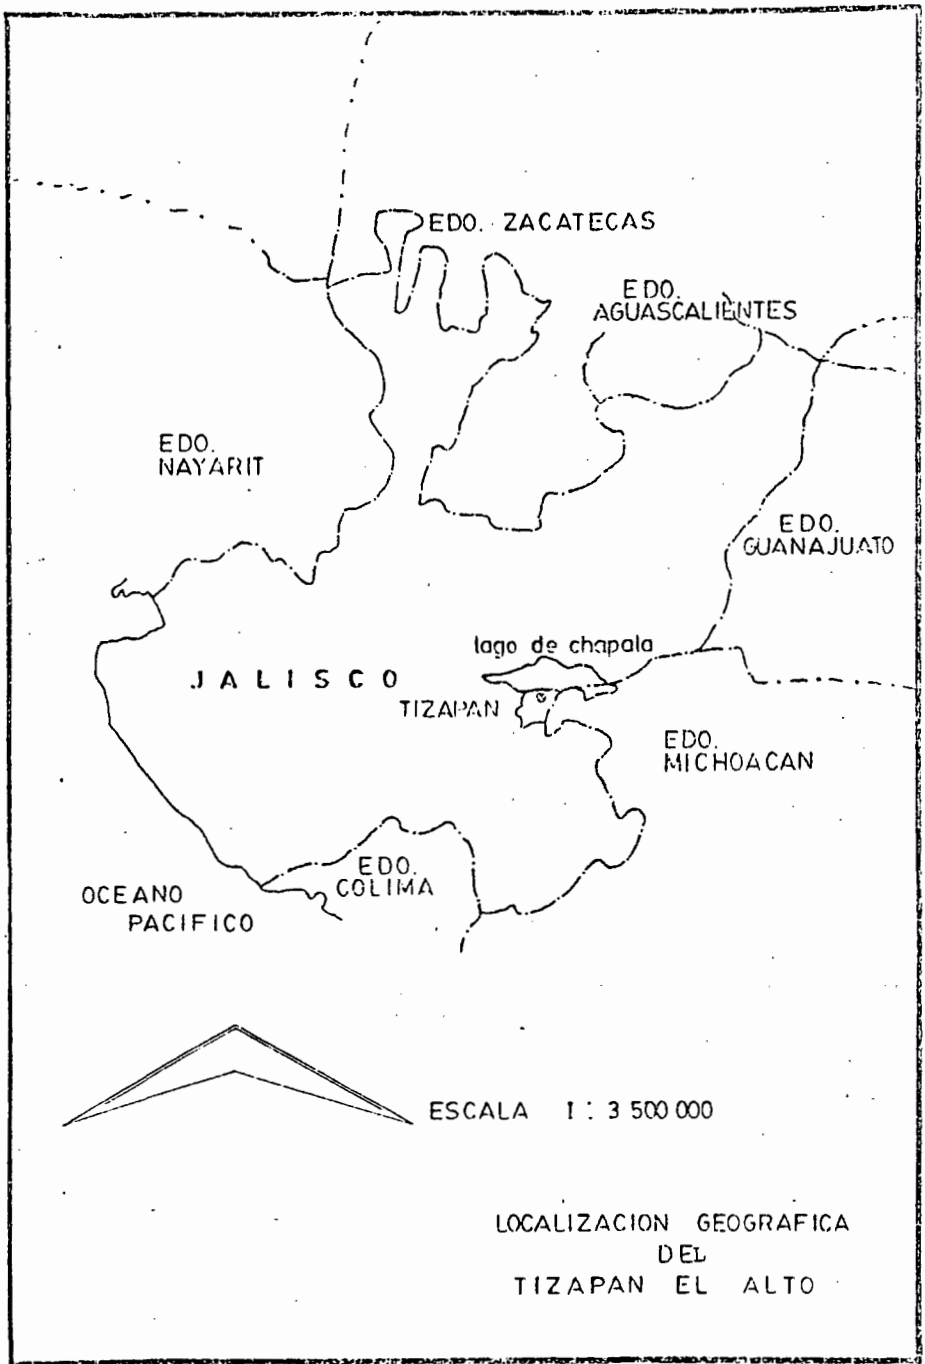 EDO. ZACATECAS
EDO.
AGUASCALIENTES
EDO.
NAYARIT
EDO.
GUANAJUATO
lago de chapala
JALISCO
TIZAPAN
EDO.
MICHOACAN
EDO.
COLIMA
OCEANO
PACIFICO
ESCALA 1 : 3 500 000
LOCALIZACION GEOGRAFICA
DEL
TIZAPAN EL ALTO